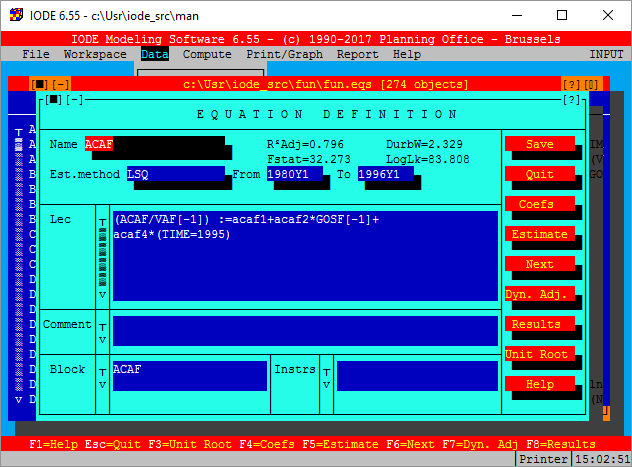 IODE 6.55 - c:\Usr\iode_src\man
IODE Modeling Software 6.55 - (c) 1990-2017 Planning Office - Brussels
File Workspace Data Compute Print/Graph Report Help INPUT
c:\Usr\iode_src\fun\fun.eqs [274 objects]
EQUATION DEFINITION
Name ACAF R²Adj=0.796 DurbW=2.329
Fstat=32.273 LogLk=83.808
Est.method LSQ From 1980Y1 To 1996Y1
Lec (ACAF/VAF[-1]) :=acaf1+acaf2*GOSF[-1]+
acaf4*(TIME=1995)
Comment
Block ACAF Instrs
Save
Quit
Coefs
Estimate
Next
Dyn. Adj.
Results
Unit Root
Help
F1=Help Esc=Quit F3=Unit Root F4=Coefs F5=Estimate F6=Next F7=Dyn. Adj F8=Results
Printer 15:02:51